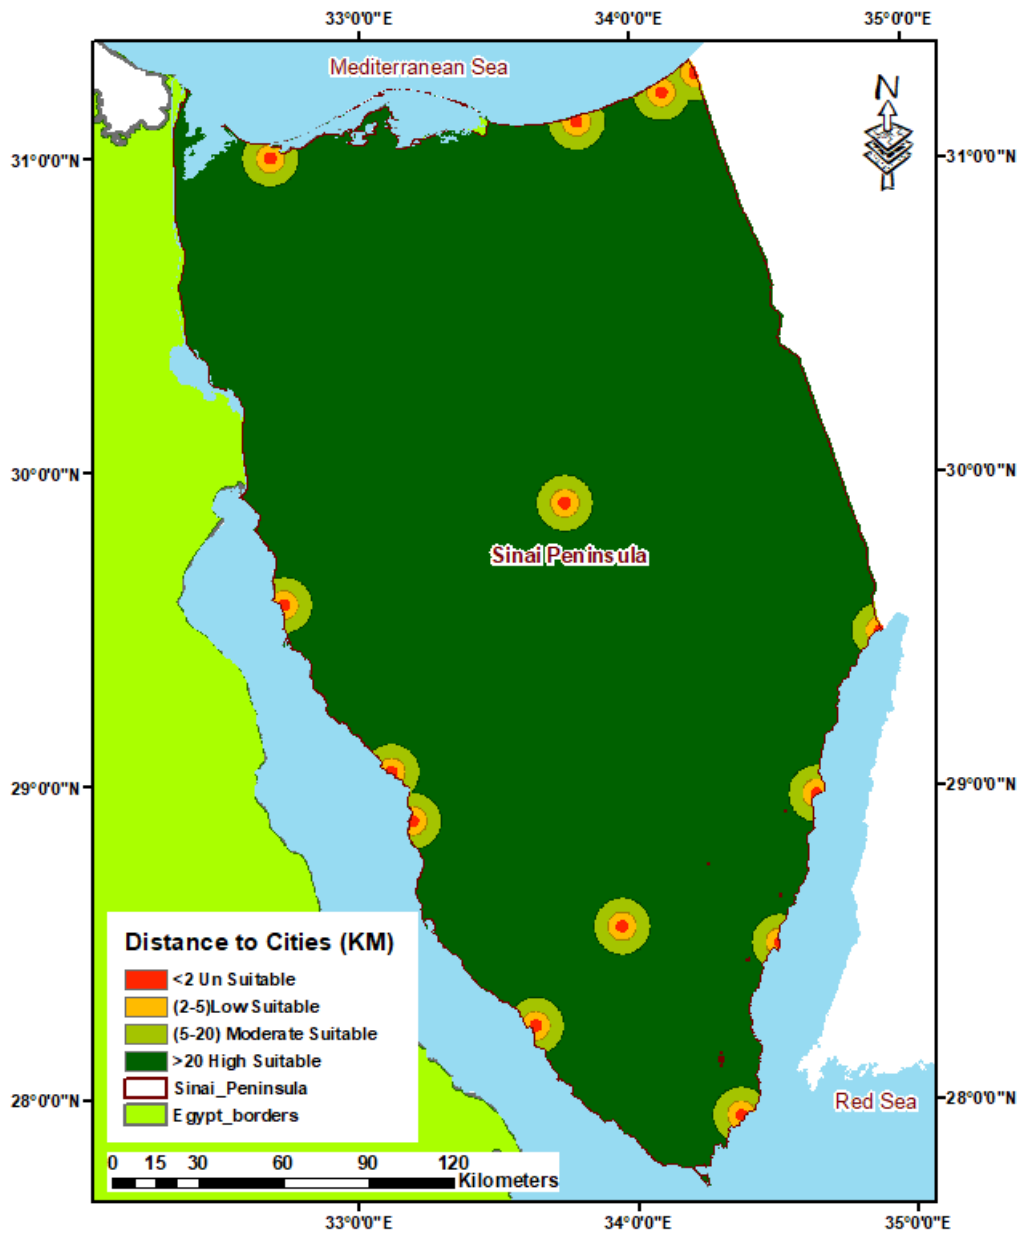 33°0'0"E 34°0'0"E 35°0'0"E
Mediterranean Sea
N
31°0'0"N 31°0'0"N
30°0'0"N 30°0'0"N
Sinai Peninsula
29°0'0"N 29°0'0"N
Distance to Cities (KM)
<2 Un Suitable
(2-5)Low Suitable
(5-20) Moderate Suitable
>20 High Suitable
Sinai_Peninsula
Egypt_borders
28°0'0"N 28°0'0"N
Red Sea
0 15 30 60 90 120
Kilometers
33°0'0"E 34°0'0"E 35°0'0"E